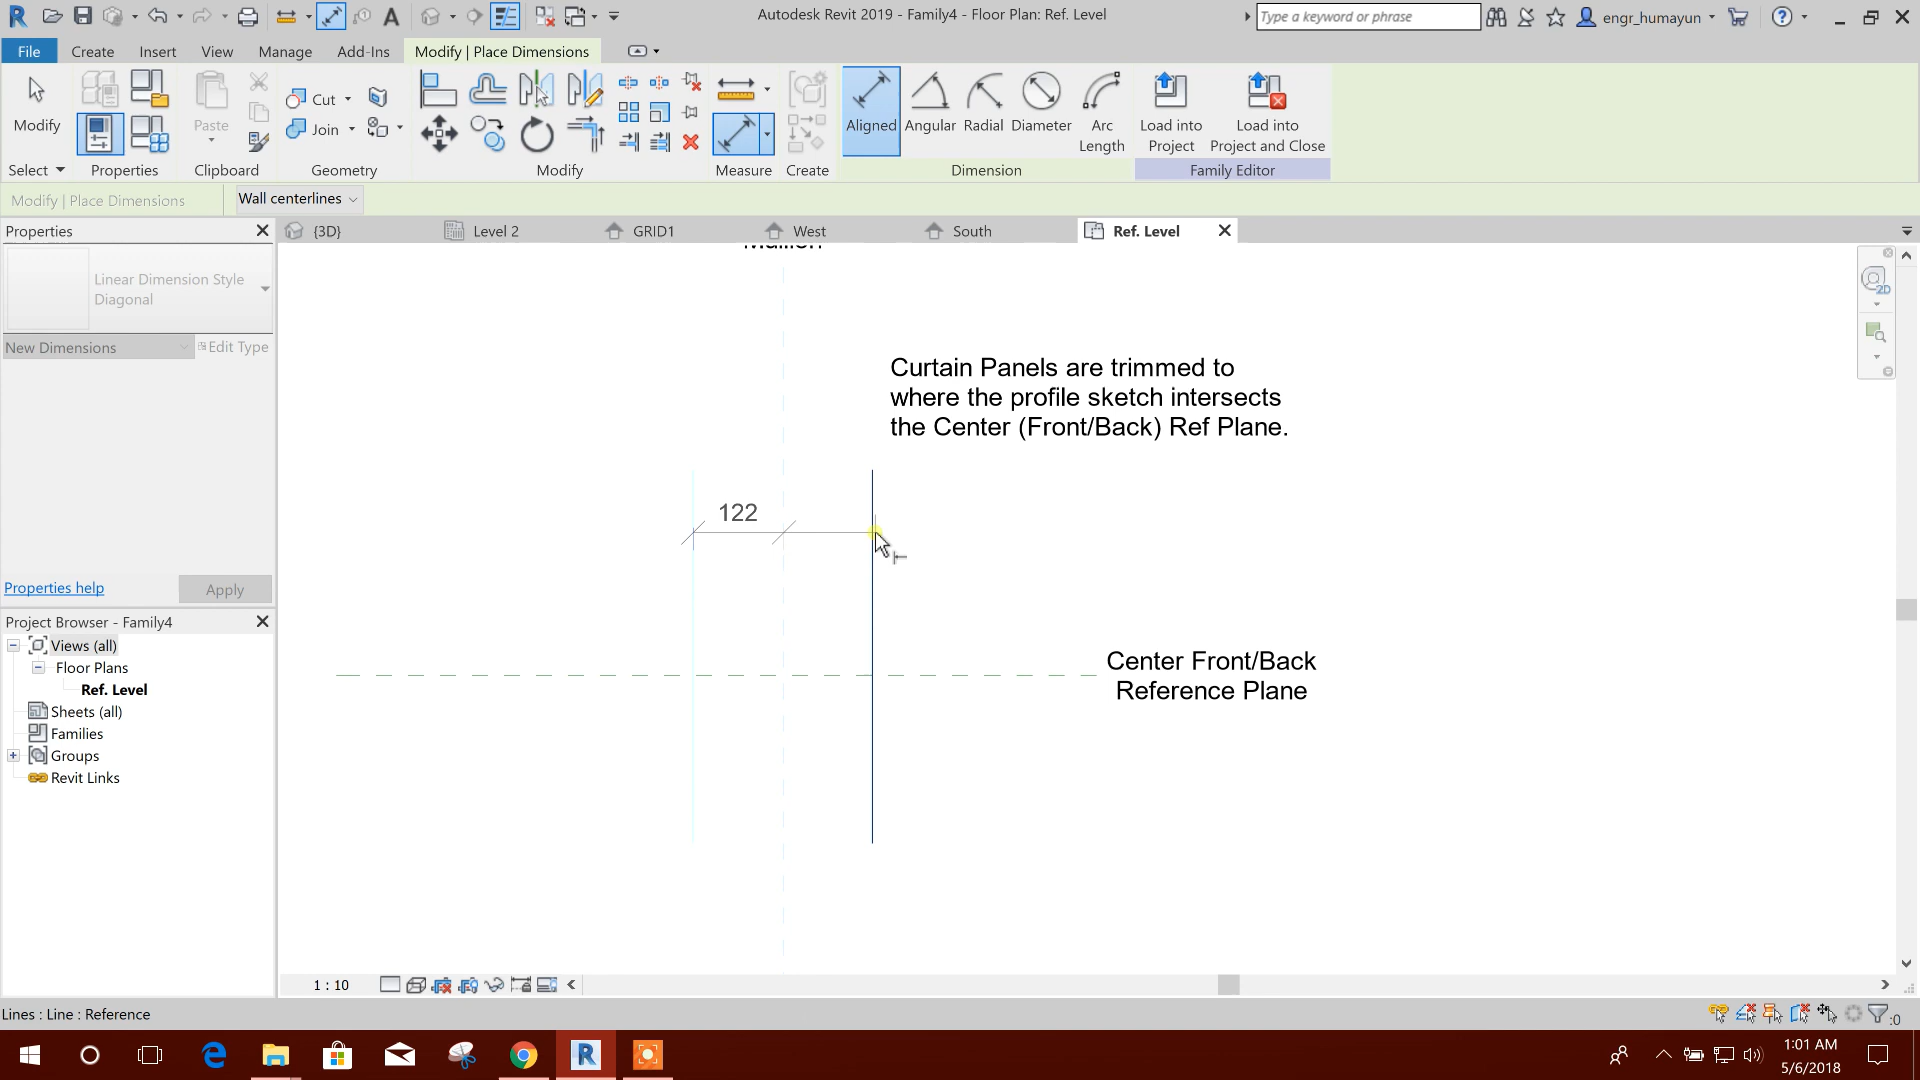 Autodesk Revit 2019 - Family4 - Floor Plan: Ref. Level
Type a keyword or phrase
engr_humayun
File
Create
Insert
View
Manage
Add-Ins
Modify | Place Dimensions
Modify
Paste
Cut
Join
Aligned
Angular
Radial
Diameter
Arc
Length
Load into
Project
Load into
Project and Close
Select
Properties
Clipboard
Geometry
Modify
Measure
Create
Dimension
Family Editor
Modify | Place Dimensions
Wall centerlines
Properties
{3D}
Level 2
GRID1
West
South
Ref. Level
Linear Dimension Style
Diagonal
New Dimensions
Edit Type
2D
Curtain Panels are trimmed to
where the profile sketch intersects
the Center (Front/Back) Ref Plane.
122
Center Front/Back
Reference Plane
Properties help
Apply
Project Browser - Family4
Views (all)
Floor Plans
Ref. Level
Sheets (all)
Families
Groups
Revit Links
1 : 10
Lines : Line : Reference
:0
1:01 AM
5/6/2018